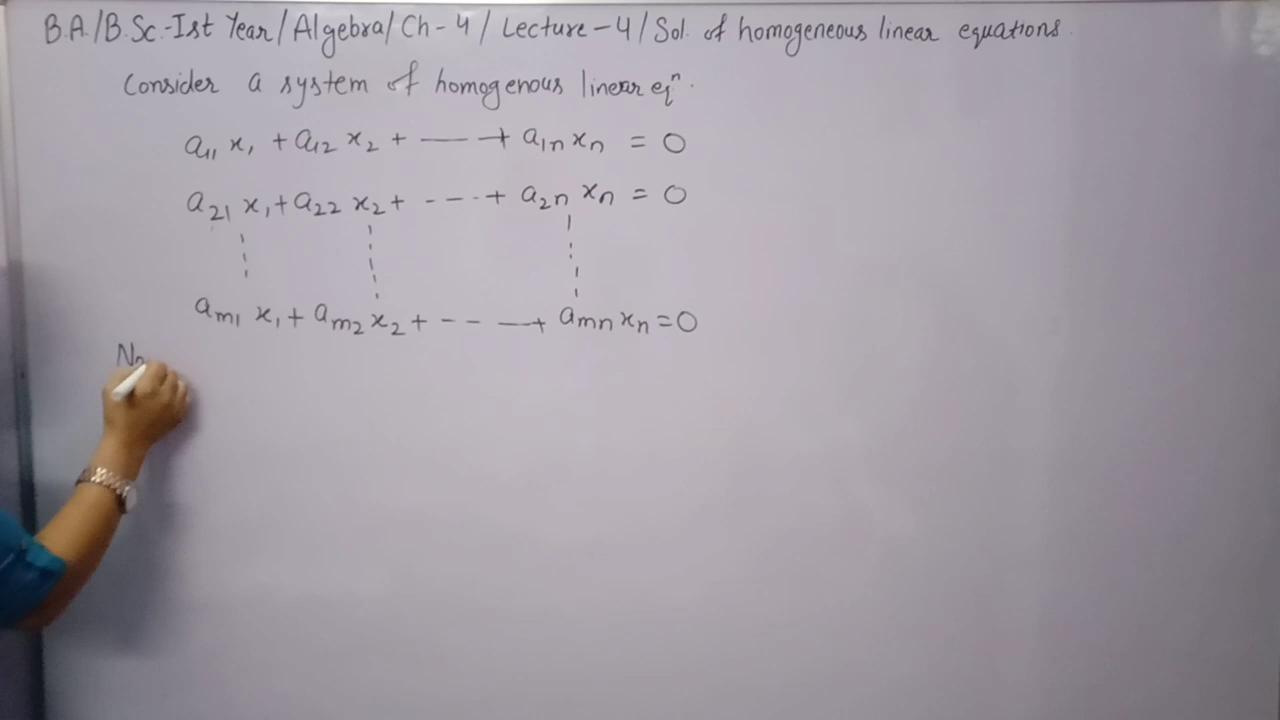 B.A./B.Sc.-Ist Year/Algebra/Ch-4/Lecture-4/Sol. of homogeneous linear equations.
Consider a system of homogenous linear eqⁿ.
a₁₁ x₁ + a₁₂ x₂ + —— + a₁ₙ xₙ = 0
a₂₁ x₁ + a₂₂ x₂ + ---- + a₂ₙ xₙ = 0
aₘ₁ x₁ + aₘ₂ x₂ + -- — + aₘₙ xₙ = 0
No